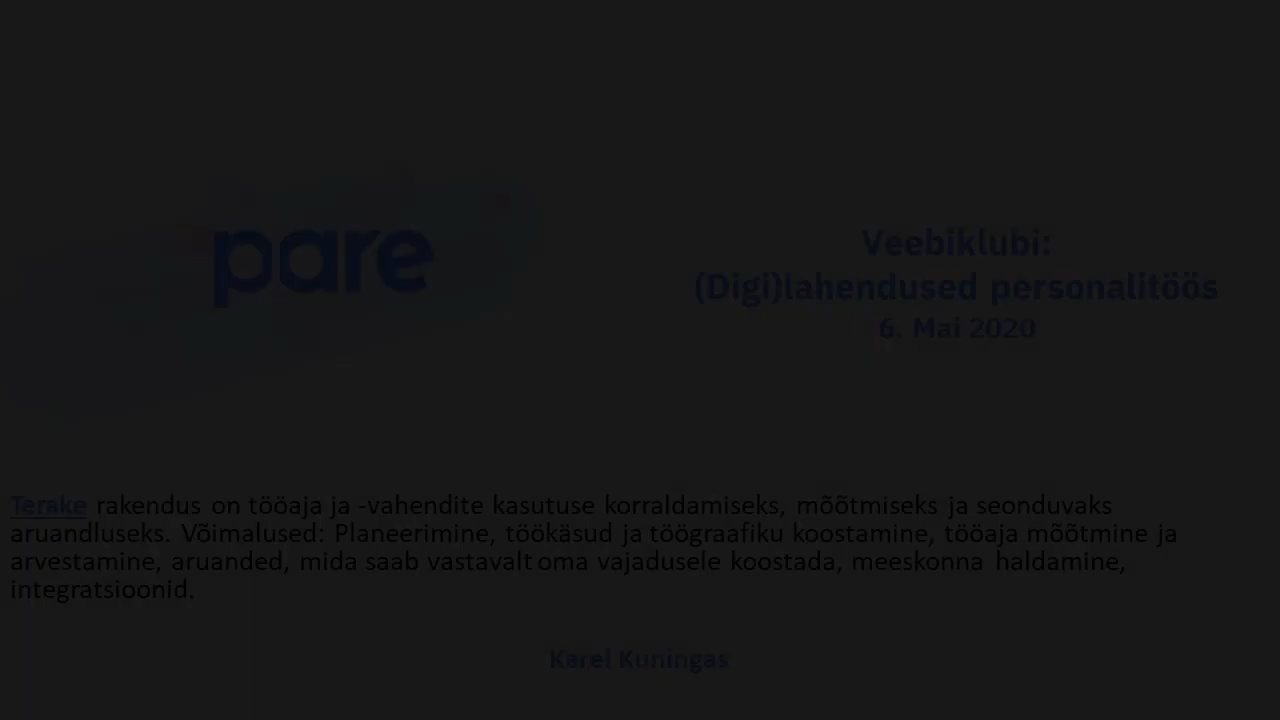 pare
Veebiklubi:
(Digi)lahendused personalitöös
6. Mai 2020
Terake rakendus on tööaja ja -vahendite kasutuse korraldamiseks, mõõtmiseks ja seonduvaks
aruandluseks. Võimalused: Planeerimine, töökäsud ja töögraafiku koostamine, tööaja mõõtmine ja
arvestamine, aruanded, mida saab vastavalt oma vajadusele koostada, meeskonna haldamine,
integratsioonid.
Karel Kuningas